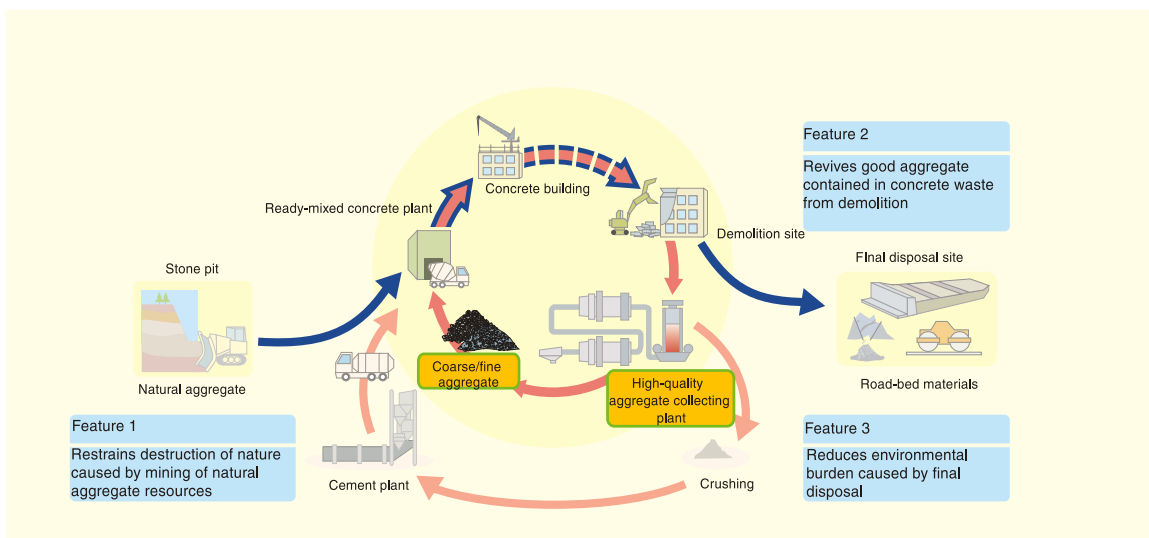 Concrete building
Ready-mixed concrete plant
Demolition site
Feature 2
Revives good aggregate
contained in concrete waste
from demolition
Stone pit
Natural aggregate
FInal disposal site
Road-bed materials
Coarse/fine
aggregate
High-quality
aggregate collecting
plant
Feature 1
Restrains destruction of nature
caused by mining of natural
aggregate resources
Cement plant
Crushing
Feature 3
Reduces environmental
burden caused by final
disposal